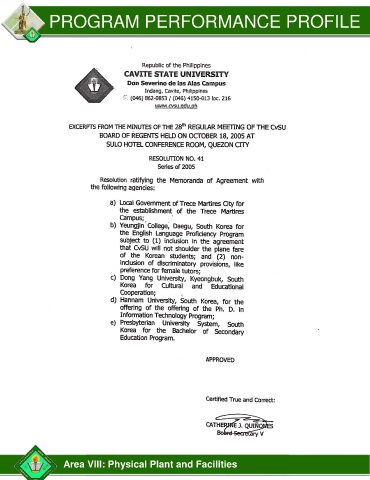 PROGRAM PERFORMANCE PROFILE
Republic of the Philippines
CAVITE STATE UNIVERSITY
Don Severino de las Alas Campus
Indang, Cavite, Philippines
(046) 862-0853 / (046) 4150-013 loc. 216
www.cvsu.edu.ph
EXCERPTS FROM THE MINUTES OF THE 28th REGULAR MEETING OF THE CvSU
BOARD OF REGENTS HELD ON OCTOBER 18, 2005 AT
SULO HOTEL CONFERENCE ROOM, QUEZON CITY
RESOLUTION NO. 41
Series of 2005
Resolution ratifying the Memoranda of Agreement with
the following agencies:
a) Local Government of Trece Martires City for
the establishment of the Trece Martires
Campus;
b) Yeungjin College, Daegu, South Korea for
the English Language Proficiency Program
subject to (1) inclusion in the agreement
that CvSU will not shoulder the plane fare
of the Korean students; and (2) non-
inclusion of discriminatory provisions, like
preference for female tutors;
c) Dong Yang University, Kyeongbuk, South
Korea for Cultural and Educational
Cooperation;
d) Hannam University, South Korea, for the
offering of the offering of the Ph. D. in
Information Technology Program;
e) Presbyterian University System, South
Korea for the Bachelor of Secondary
Education Program.
APPROVED
Certified True and Correct:
CATHERINE J. QUIÑONES
Board Secretary V
Area VIII: Physical Plant and Facilities